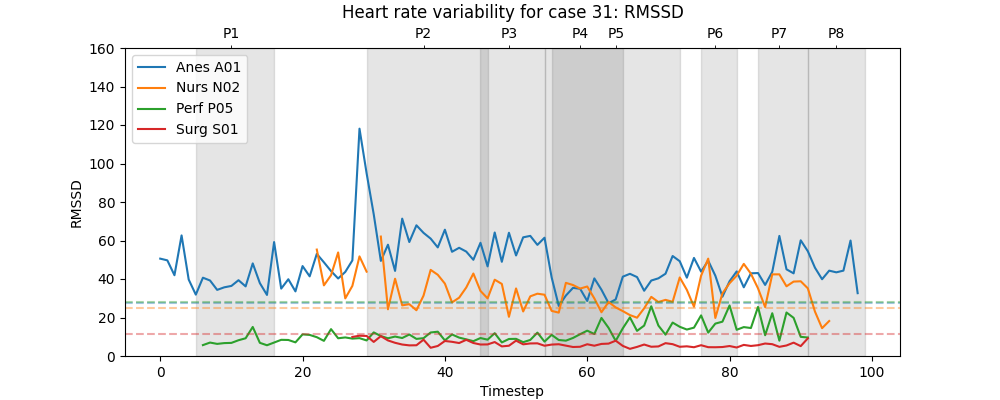 Heart rate variability for case 31: RMSSD
P1 P2 P3 P4 P5 P6 P7 P8
160
140
120
100
80
60
40
20
0
RMSSD
Anes A01
Nurs N02
Perf P05
Surg S01
0 20 40 60 80 100
Timestep